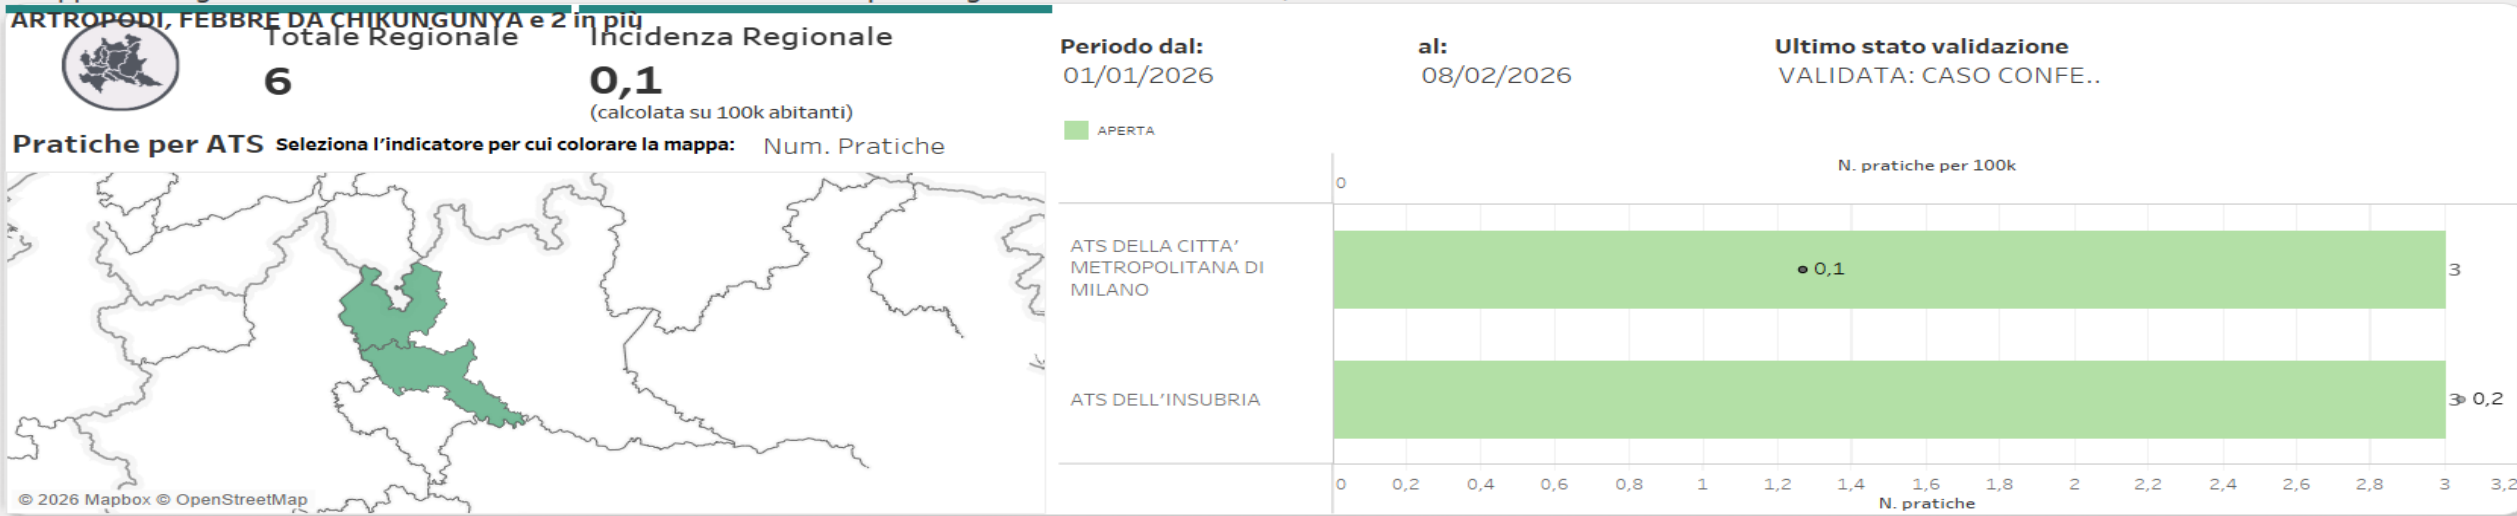 ARTROPODI, FEBBRE DA CHIKUNGUNYA e 2 in più
Totale Regionale
6
Incidenza Regionale
0,1
(calcolata su 100k abitanti)
Periodo dal:
01/01/2026
al:
08/02/2026
Ultimo stato validazione
VALIDATA: CASO CONFE..
Pratiche per ATS
Seleziona l'indicatore per cui colorare la mappa:
Num. Pratiche
© 2026 Mapbox © OpenStreetMap
APERTA
N. pratiche per 100k
0
ATS DELLA CITTA'
METROPOLITANA DI
MILANO
0,1
3
ATS DELL'INSUBRIA
3
0,2
0 0,2 0,4 0,6 0,8 1 1,2 1,4 1,6 1,8 2 2,2 2,4 2,6 2,8 3 3,2
N. pratiche